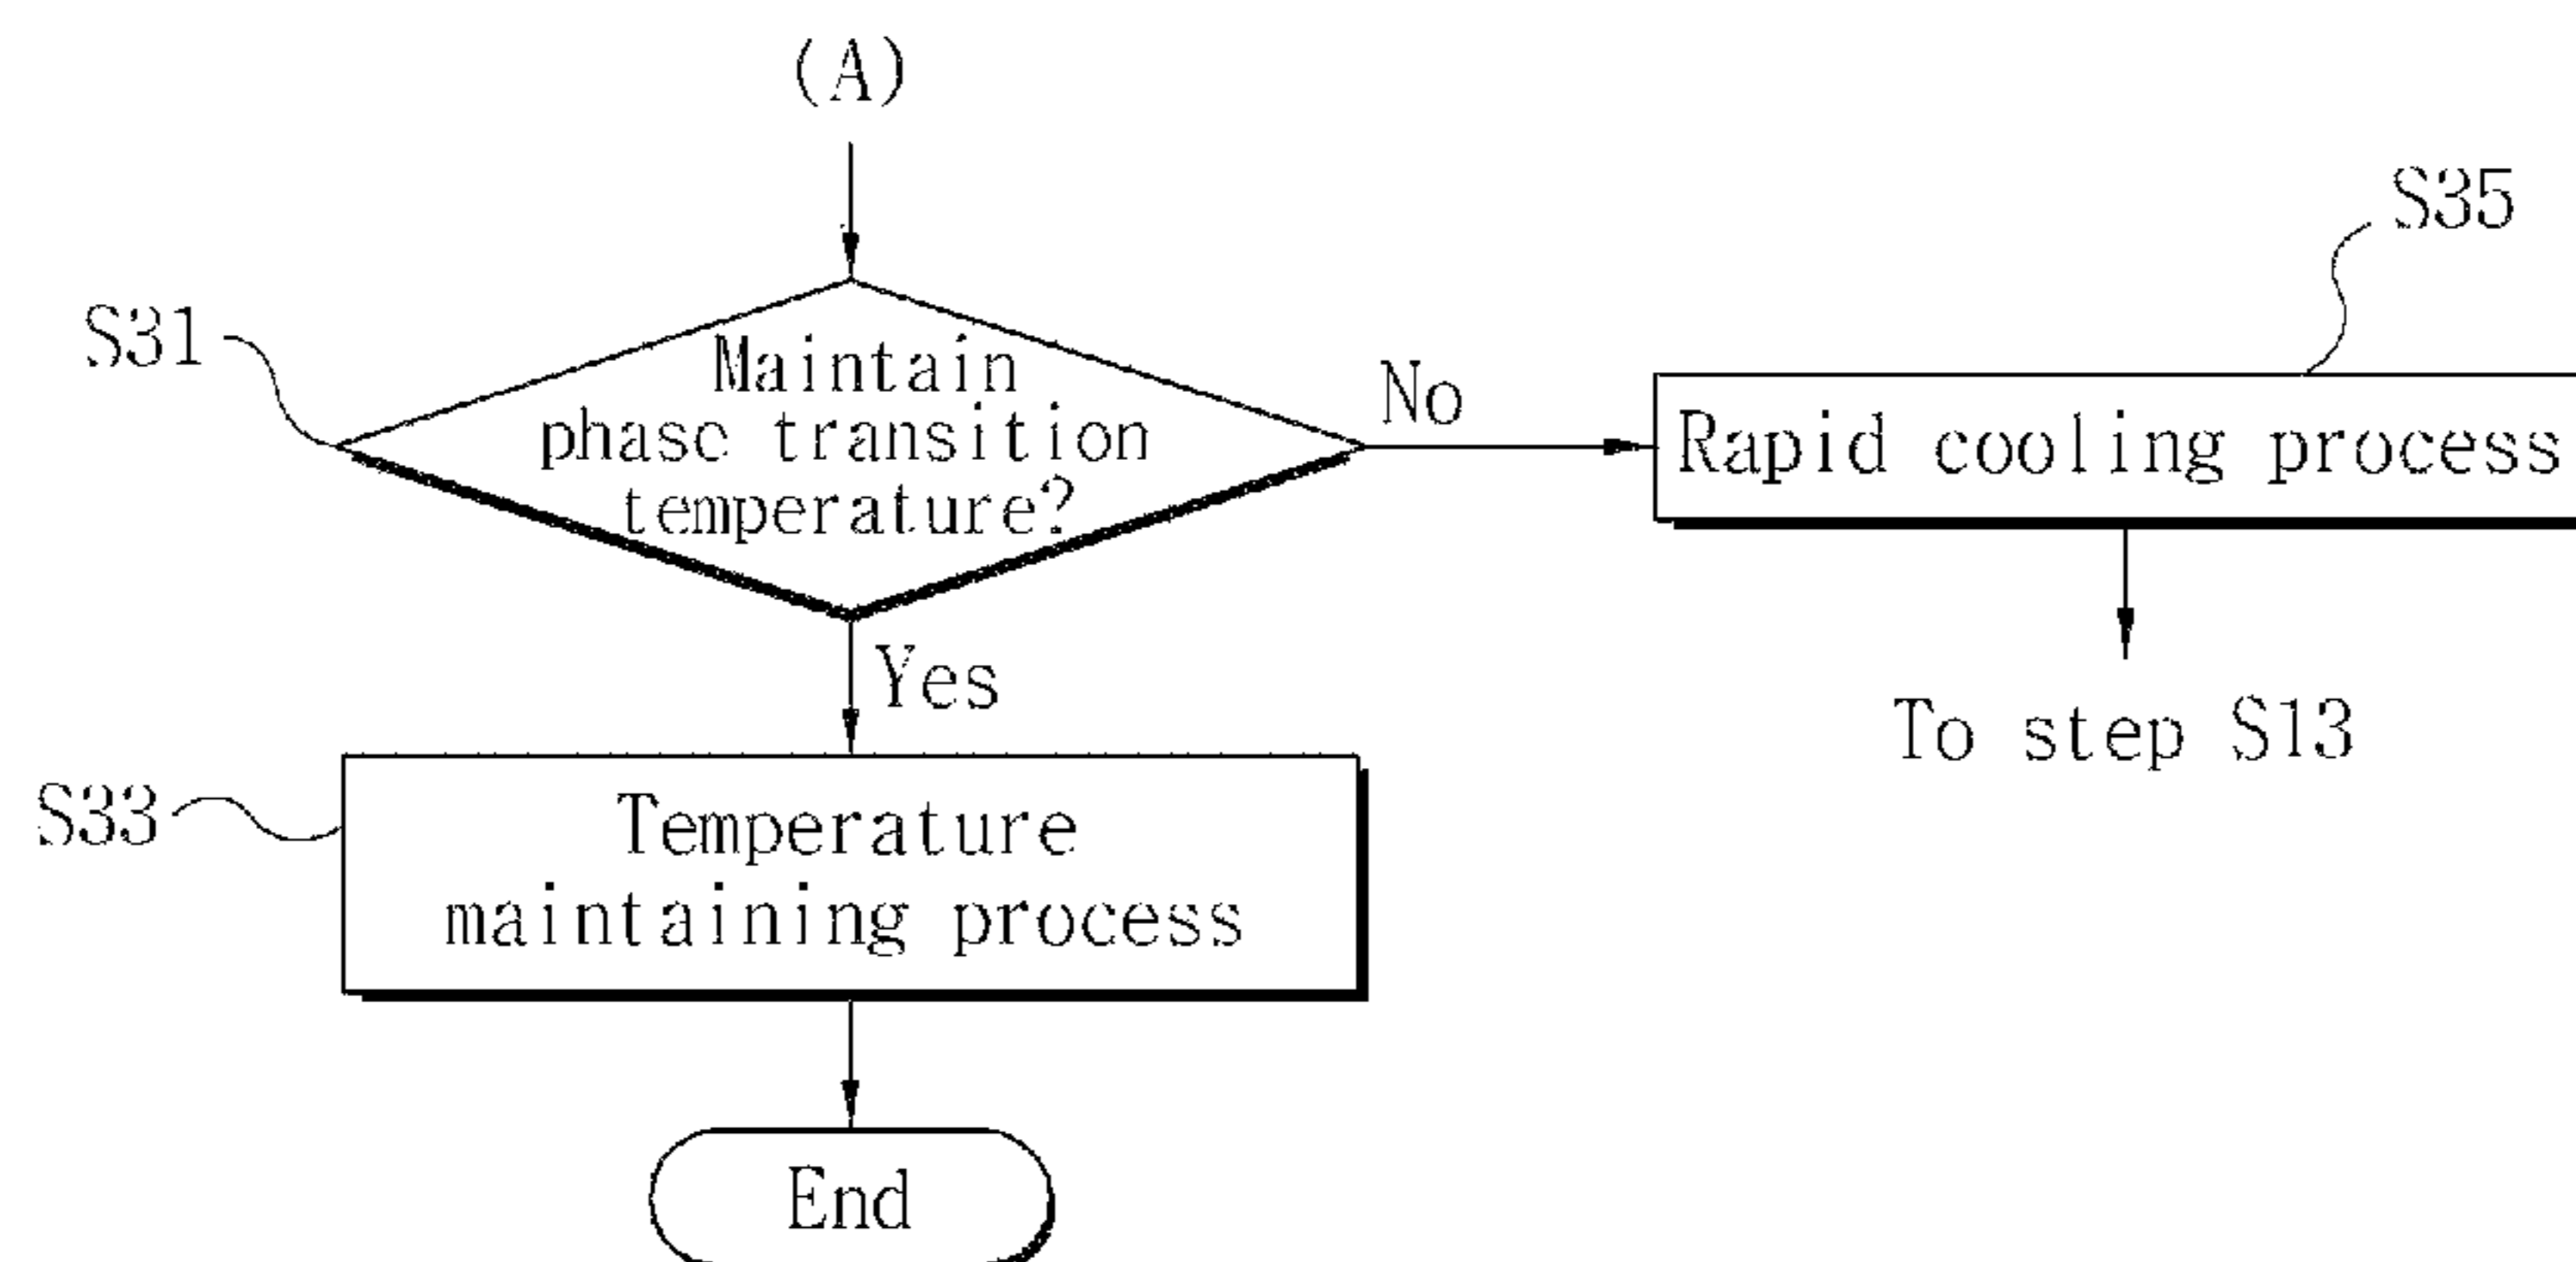 (A)
S35
S31
Maintain
phase transition
temperature?
No
Rapid cooling process
Yes
To step S13
S33
Temperature
maintaining process
End